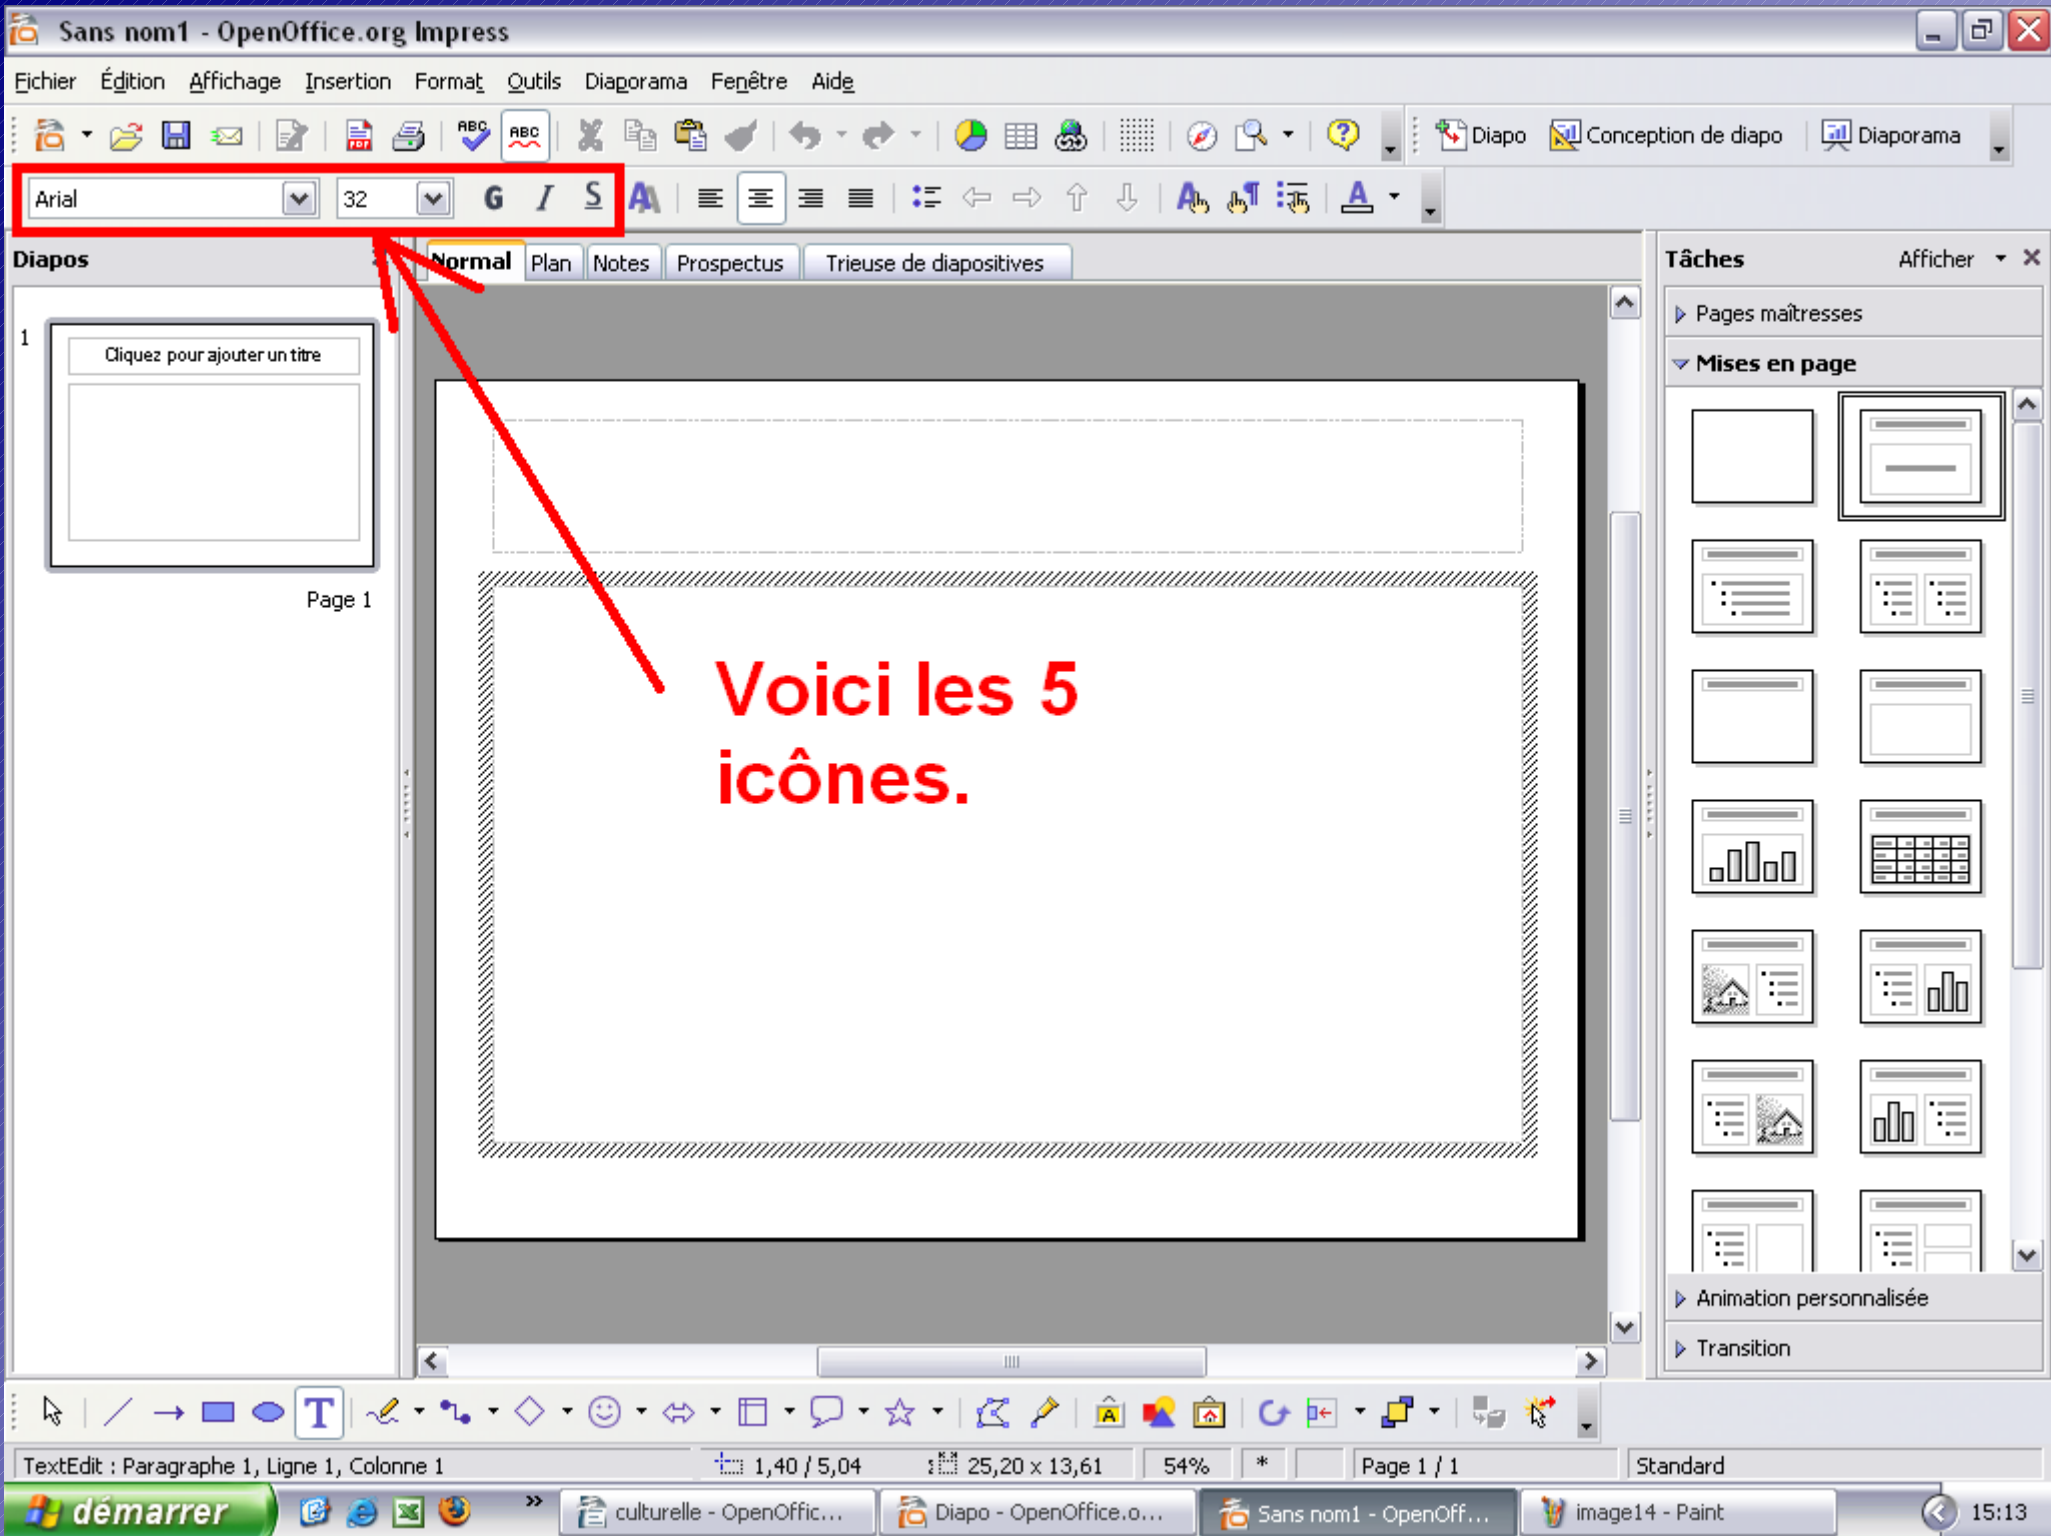 Sans nom1 - OpenOffice.org Impress
Fichier Édition Affichage Insertion Format Outils Diaporama Fenêtre Aide
PDF ABC ABC Diapo Conception de diapo Diaporama
Arial 32 G I S A A A
Diapos
Normal Plan Notes Prospectus Trieuse de diapositives
Tâches Afficher
Pages maîtresses
Mises en page
1
Cliquez pour ajouter un titre
Page 1
Voici les 5
icônes.
Animation personnalisée
Transition
T A
TextEdit : Paragraphe 1, Ligne 1, Colonne 1 1,40 / 5,04 25,20 x 13,61 54% * Page 1 / 1 Standard
démarrer » culturelle - OpenOffic... Diapo - OpenOffice.o... Sans nom1 - OpenOff... image14 - Paint 15:13